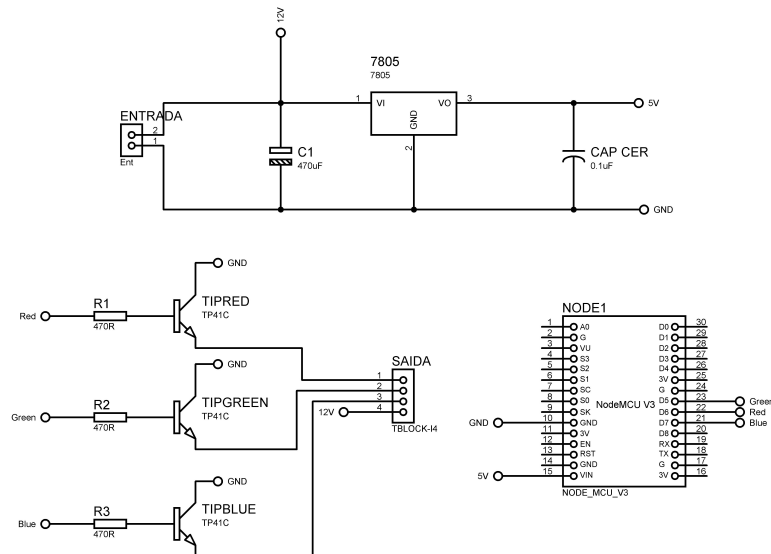 12V
7805
7805
1 VI VO 3
GND
2
5V
ENTRADA
2
1
Ent
C1
470uF
CAP CER
0.1uF
GND
GND
Red
R1
470R
TIPRED
TP41C
GND
Green
R2
470R
TIPGREEN
TP41C
GND
Blue
R3
470R
TIPBLUE
TP41C
SAIDA
1
2
3
12V 4
TBLOCK-I4
NODE1
1 A0 D0 30
2 G D1 29
3 VU D2 28
4 S3 D3 27
5 S2 D4 26
6 S1 3V 25
7 SC G 24
8 S0 D5 23 Green
NodeMCU V3
9 SK D6 22 Red
GND 10 GND D7 21 Blue
11 3V D8 20
12 EN RX 19
13 RST TX 18
14 GND G 17
5V 15 VIN 3V 16
NODE_MCU_V3